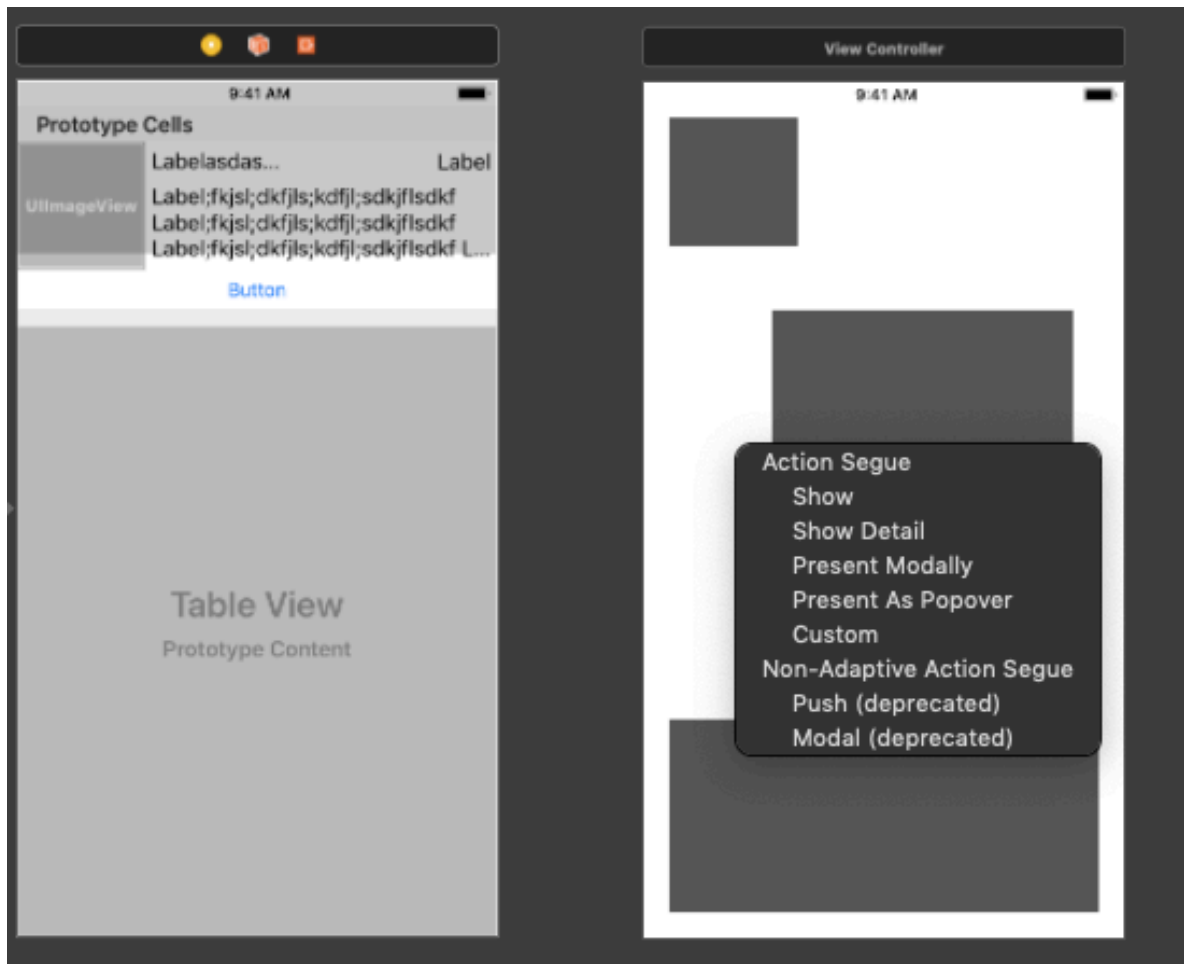 View Controller
9:41 AM
Prototype Cells
Labelasdas... Label
UIImageView
Label;fkjsl;dkfjls;kdfjl;sdkjflsdkf
Label;fkjsl;dkfjls;kdfjl;sdkjflsdkf
Label;fkjsl;dkfjls;kdfjl;sdkjflsdkf L...
Button
Table View
Prototype Content
9:41 AM
Action Segue
Show
Show Detail
Present Modally
Present As Popover
Custom
Non-Adaptive Action Segue
Push (deprecated)
Modal (deprecated)